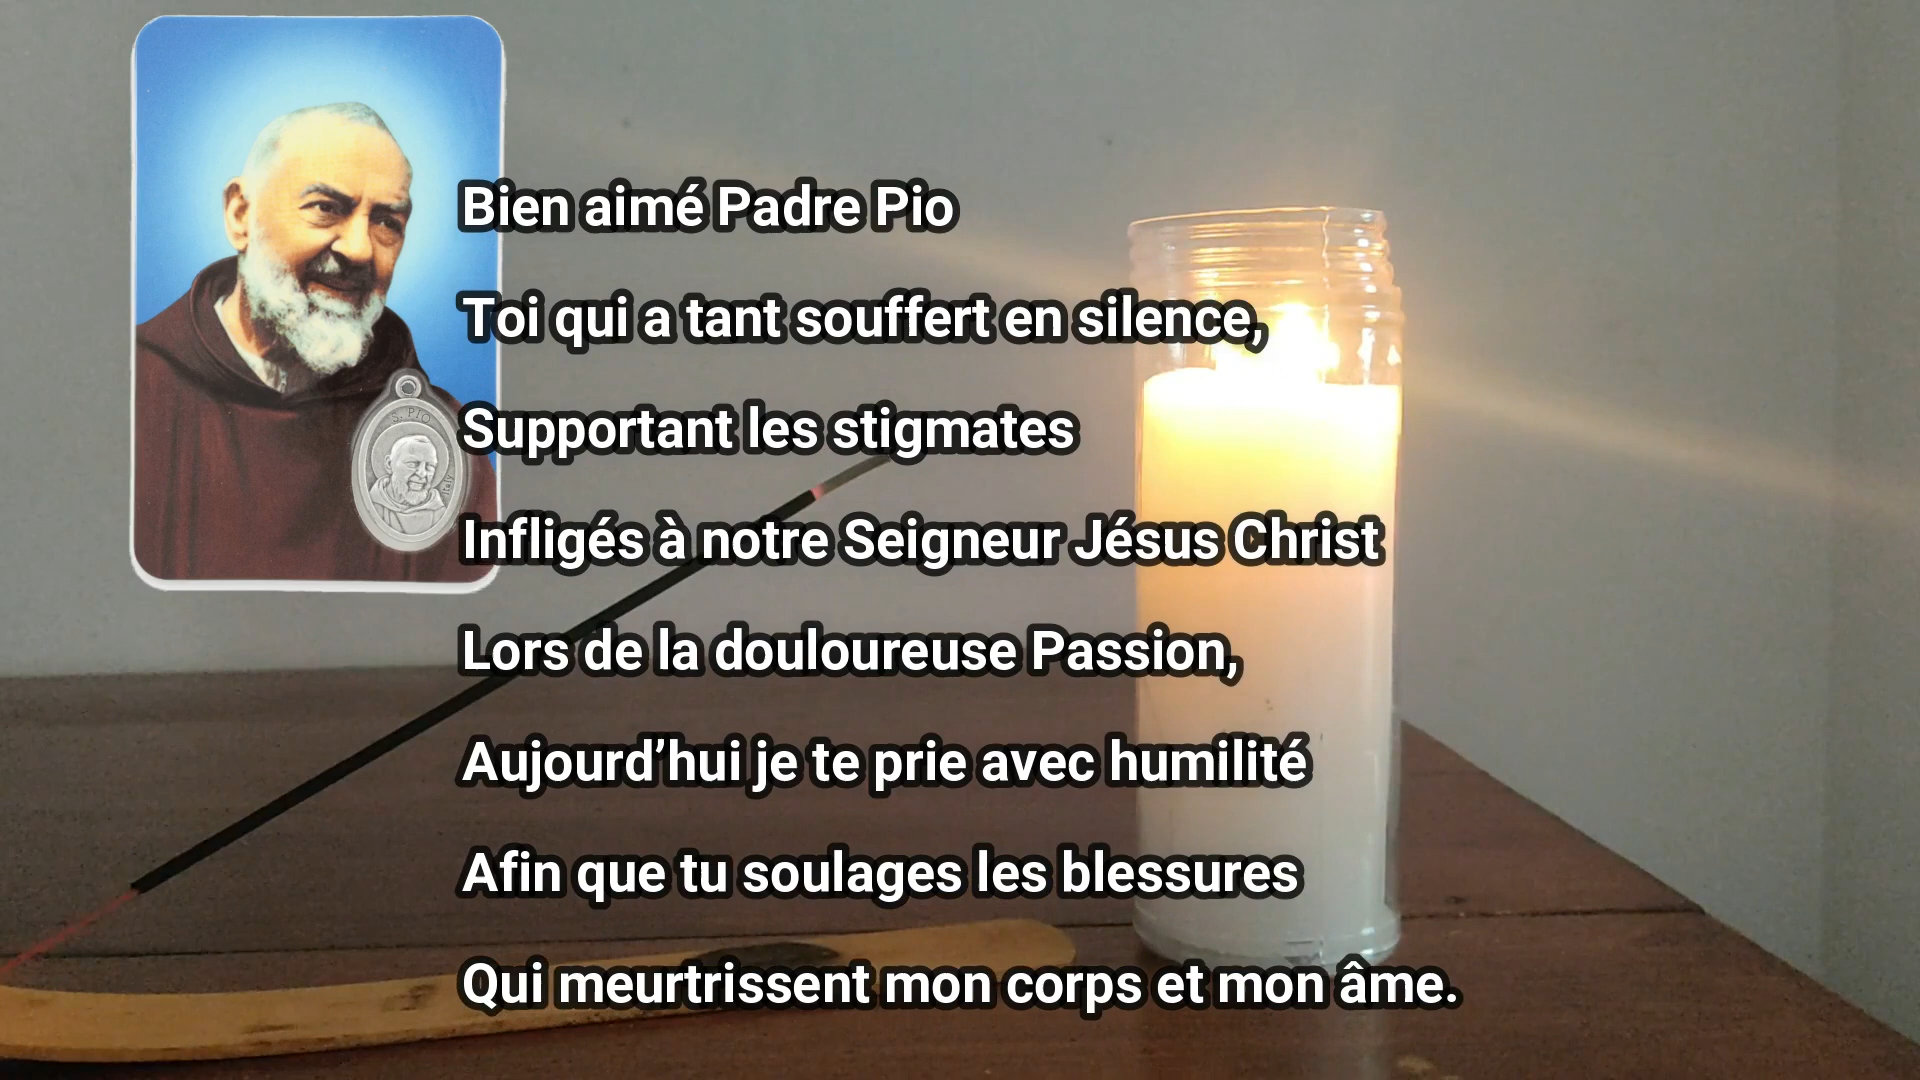 Bien aimé Padre Pio
Toi qui a tant souffert en silence,
Supportant les stigmates
Infligés à notre Seigneur Jésus Christ
Lors de la douloureuse Passion,
Aujourd’hui je te prie avec humilité
Afin que tu soulages les blessures
Qui meurtrissent mon corps et mon âme.
S. PIO
Italy